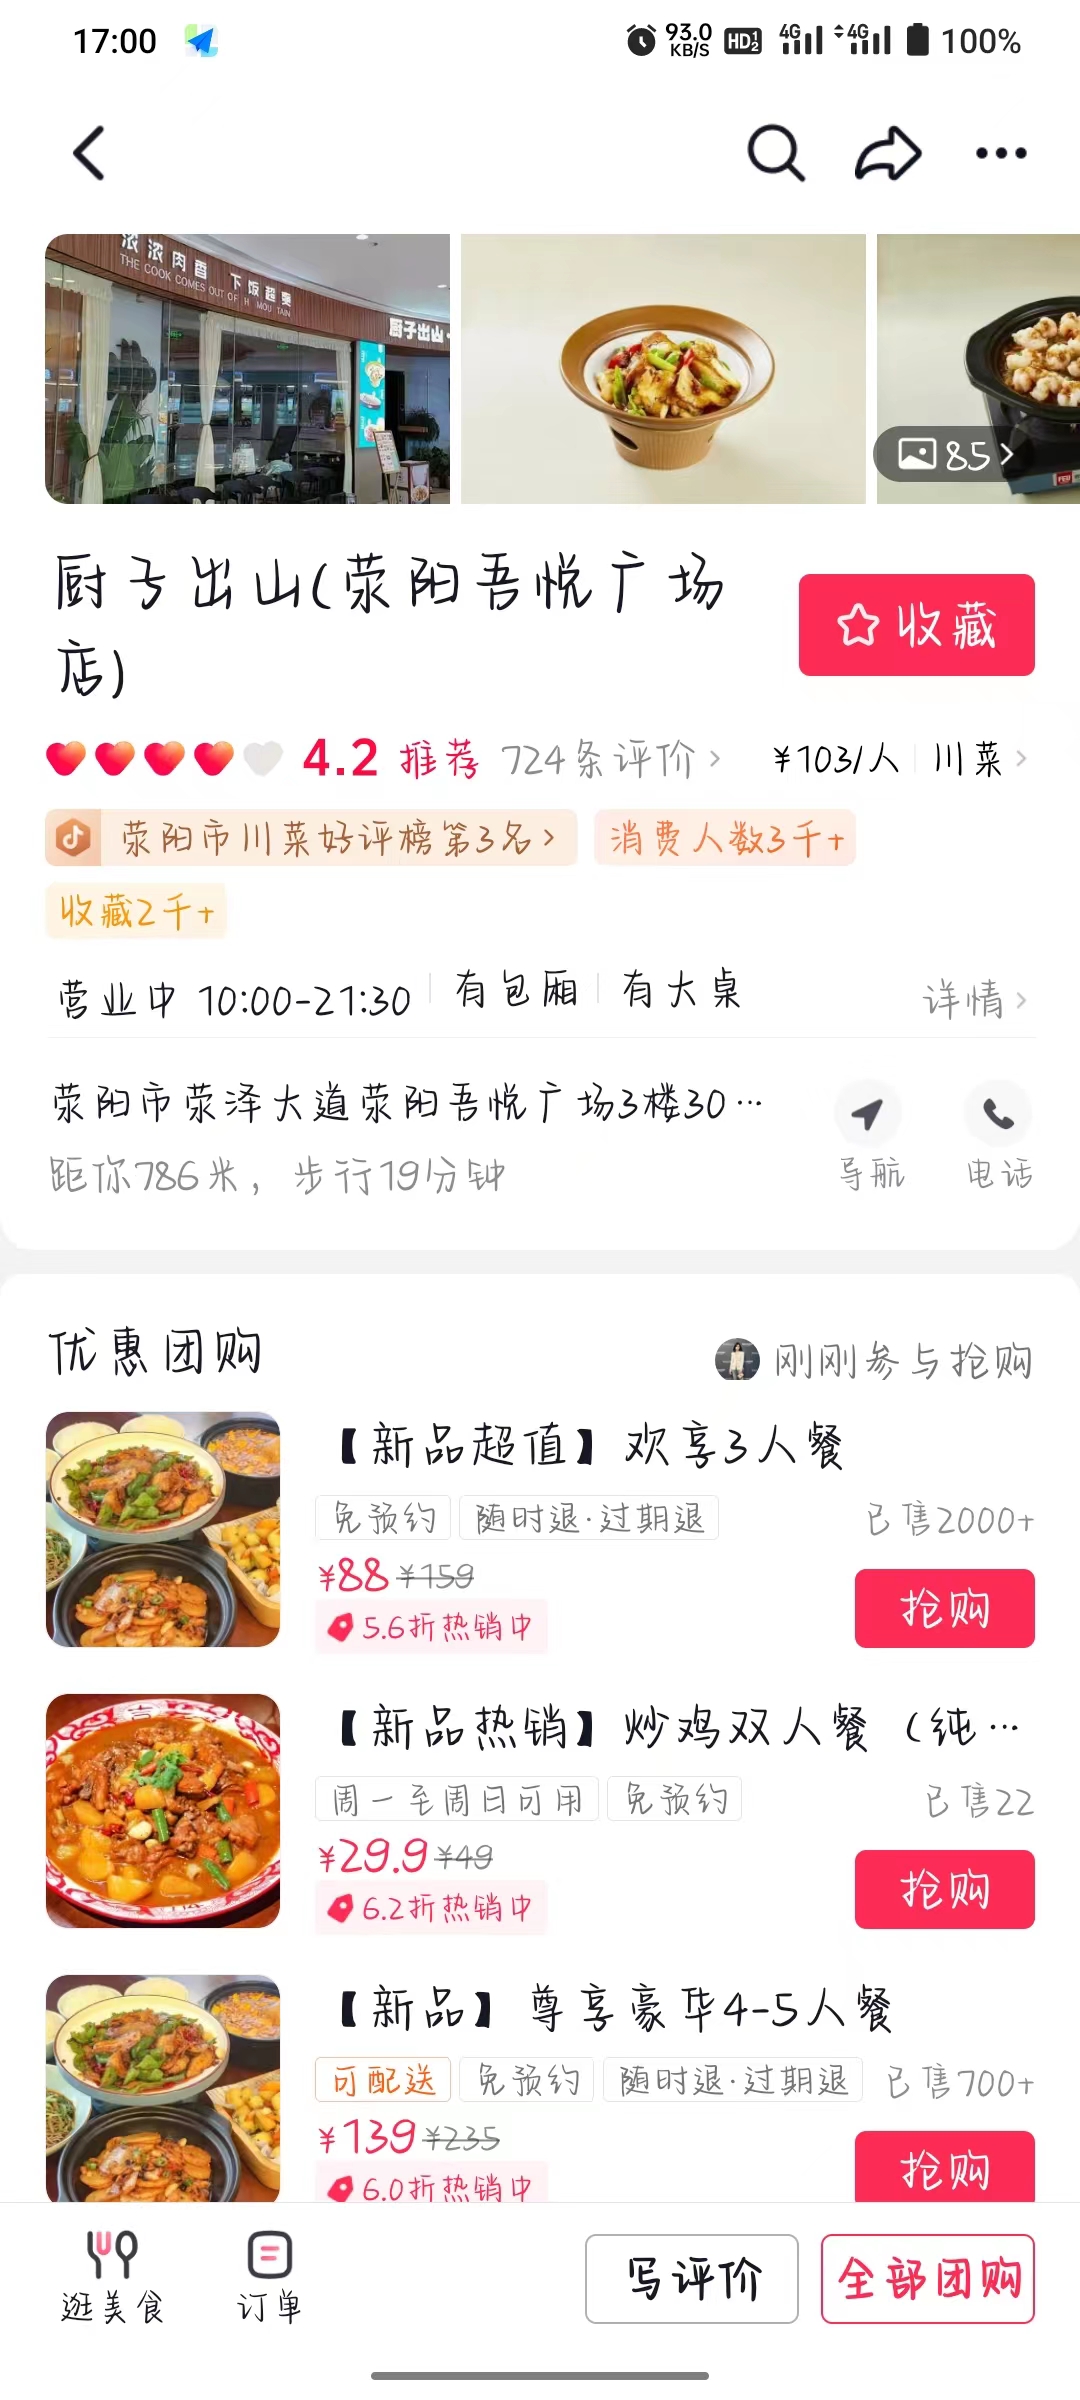 17:00
93.0 KB/S HD 1 2 4G 4G 100%
浓浓肉香 下饭超爽
THE COOK COMES OUT OF
厨子出山
85
厨子出山(荥阳吾悦广场
店)
收藏
4.2 推荐 724条评价 ¥103/人 川菜
荥阳市川菜好评榜第3名 消费人数3千+
收藏2千+
营业中 10:00-21:30 有包厢 有大桌 详情
荥阳市荥泽大道荥阳吾悦广场3楼30…
距你786米，步行19分钟
导航 电话
优惠团购 刚刚参与抢购
【新品超值】欢享3人餐
免预约 随时退·过期退 已售2000+
¥88 ¥159
5.6折热销中 抢购
【新品热销】炒鸡双人餐（纯…
周一至周日可用 免预约 已售22
¥29.9 ¥49
6.2折热销中 抢购
【新品】尊享豪华4-5人餐
可配送 免预约 随时退·过期退 已售700+
¥139 ¥235
6.0折热销中 抢购
逛美食 订单 写评价 全部团购